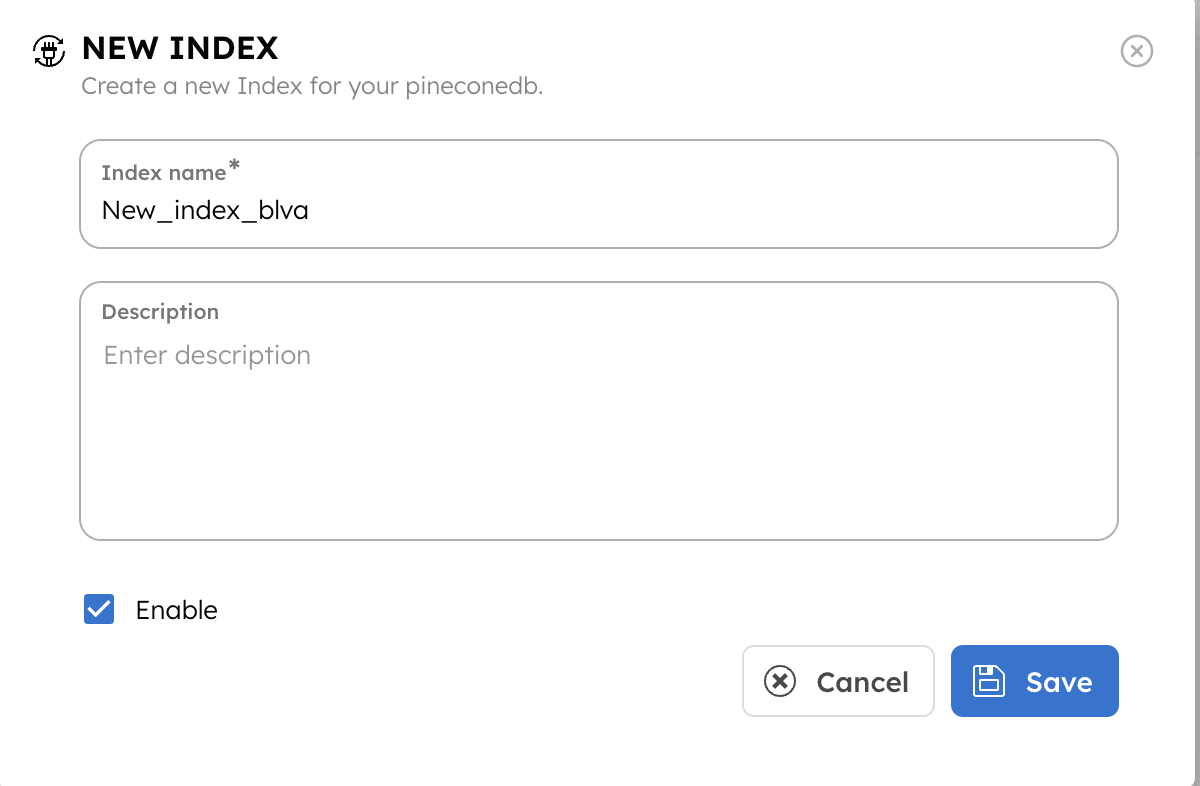 NEW INDEX
Create a new Index for your pineconedb.
Index name*
New_index_blva
Description
Enter description
Enable
Cancel
Save